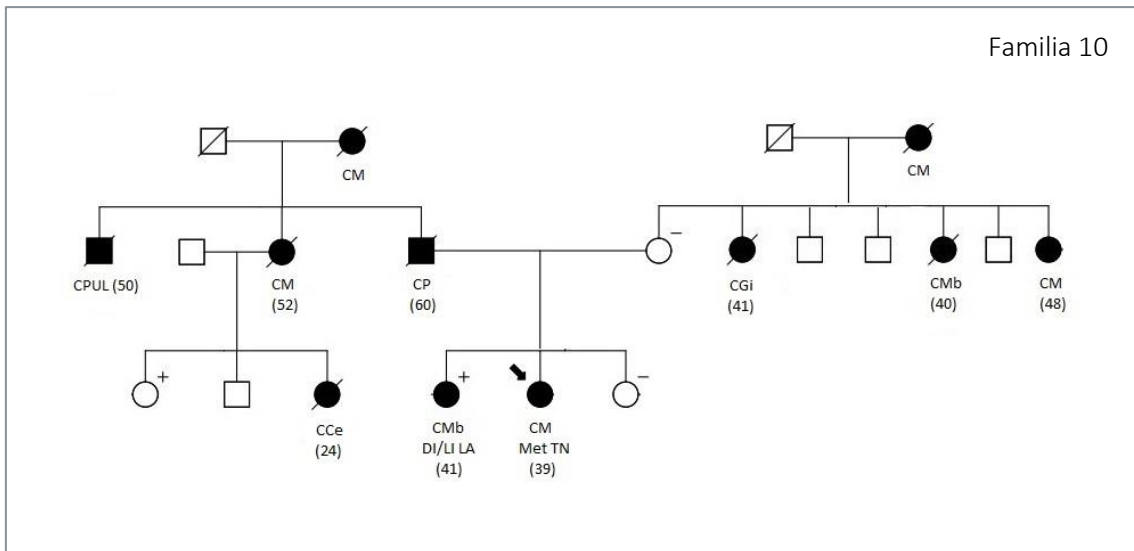 Familia 10
CM
CM
−
CPUL (50)
CM
(52)
CP
(60)
CGi
(41)
CMb
(40)
CM
(48)
+
+
−
CCe
(24)
CMb
DI/LI LA
(41)
CM
Met TN
(39)